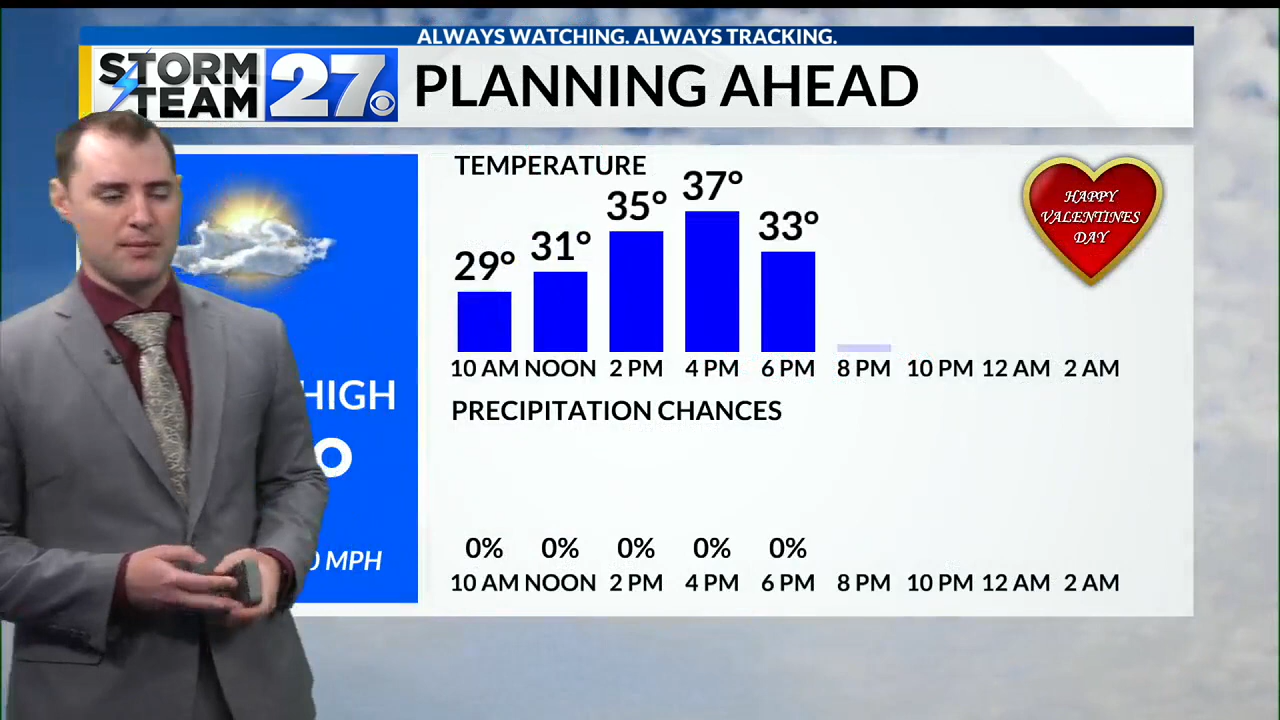 ALWAYS WATCHING. ALWAYS TRACKING.
STORM
TEAM
27
PLANNING AHEAD
TEMPERATURE
29° 31° 35° 37° 33°
10 AM NOON 2 PM 4 PM 6 PM 8 PM 10 PM 12 AM 2 AM
HAPPY
VALENTINES
DAY
HIGH
MPH
PRECIPITATION CHANCES
0% 0% 0% 0% 0%
10 AM NOON 2 PM 4 PM 6 PM 8 PM 10 PM 12 AM 2 AM